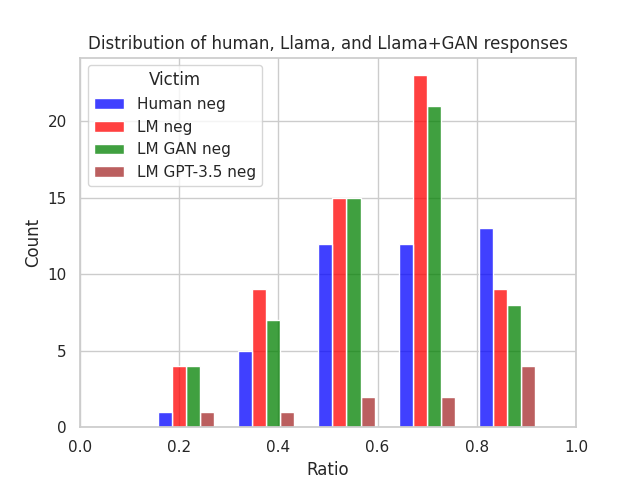 Distribution of human, Llama, and Llama+GAN responses
Victim
Human neg
LM neg
LM GAN neg
LM GPT-3.5 neg
Count
20
15
10
5
0
0.0 0.2 0.4 0.6 0.8 1.0
Ratio